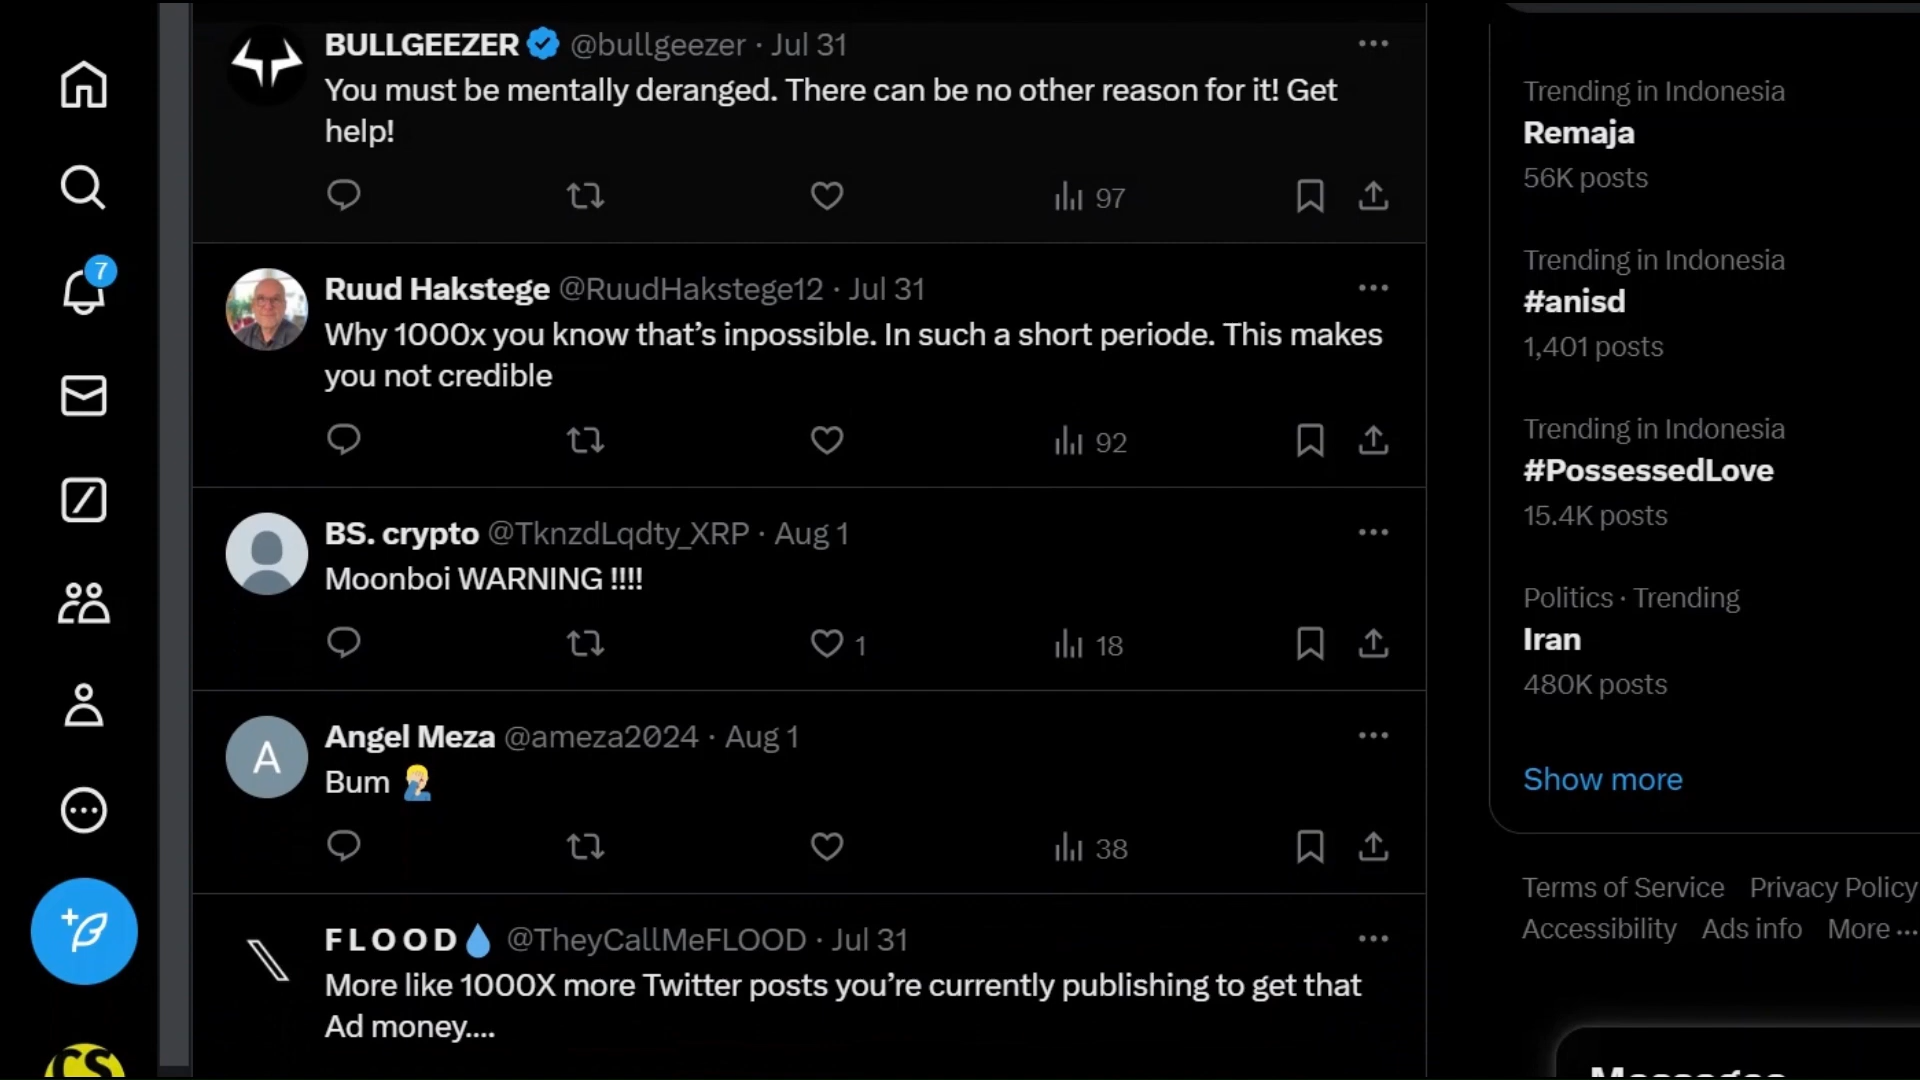 BULLGEEZER @bullgeezer · Jul 31
You must be mentally deranged. There can be no other reason for it! Get
help!
97
7
Ruud Hakstege @RuudHakstege12 · Jul 31
Why 1000x you know that's inpossible. In such a short periode. This makes
you not credible
92
BS. crypto @TknzdLqdty_XRP · Aug 1
Moonboi WARNING !!!!
1
18
A
Angel Meza @ameza2024 · Aug 1
Bum 🤦🏼‍♂️
38
F L O O D💧 @TheyCallMeFLOOD · Jul 31
More like 1000X more Twitter posts you're currently publishing to get that
Ad money....
CS
Trending in Indonesia
Remaja
56K posts
Trending in Indonesia
#anisd
1,401 posts
Trending in Indonesia
#PossessedLove
15.4K posts
Politics · Trending
Iran
480K posts
Show more
Terms of Service Privacy Policy
Accessibility Ads info More ...
Messages